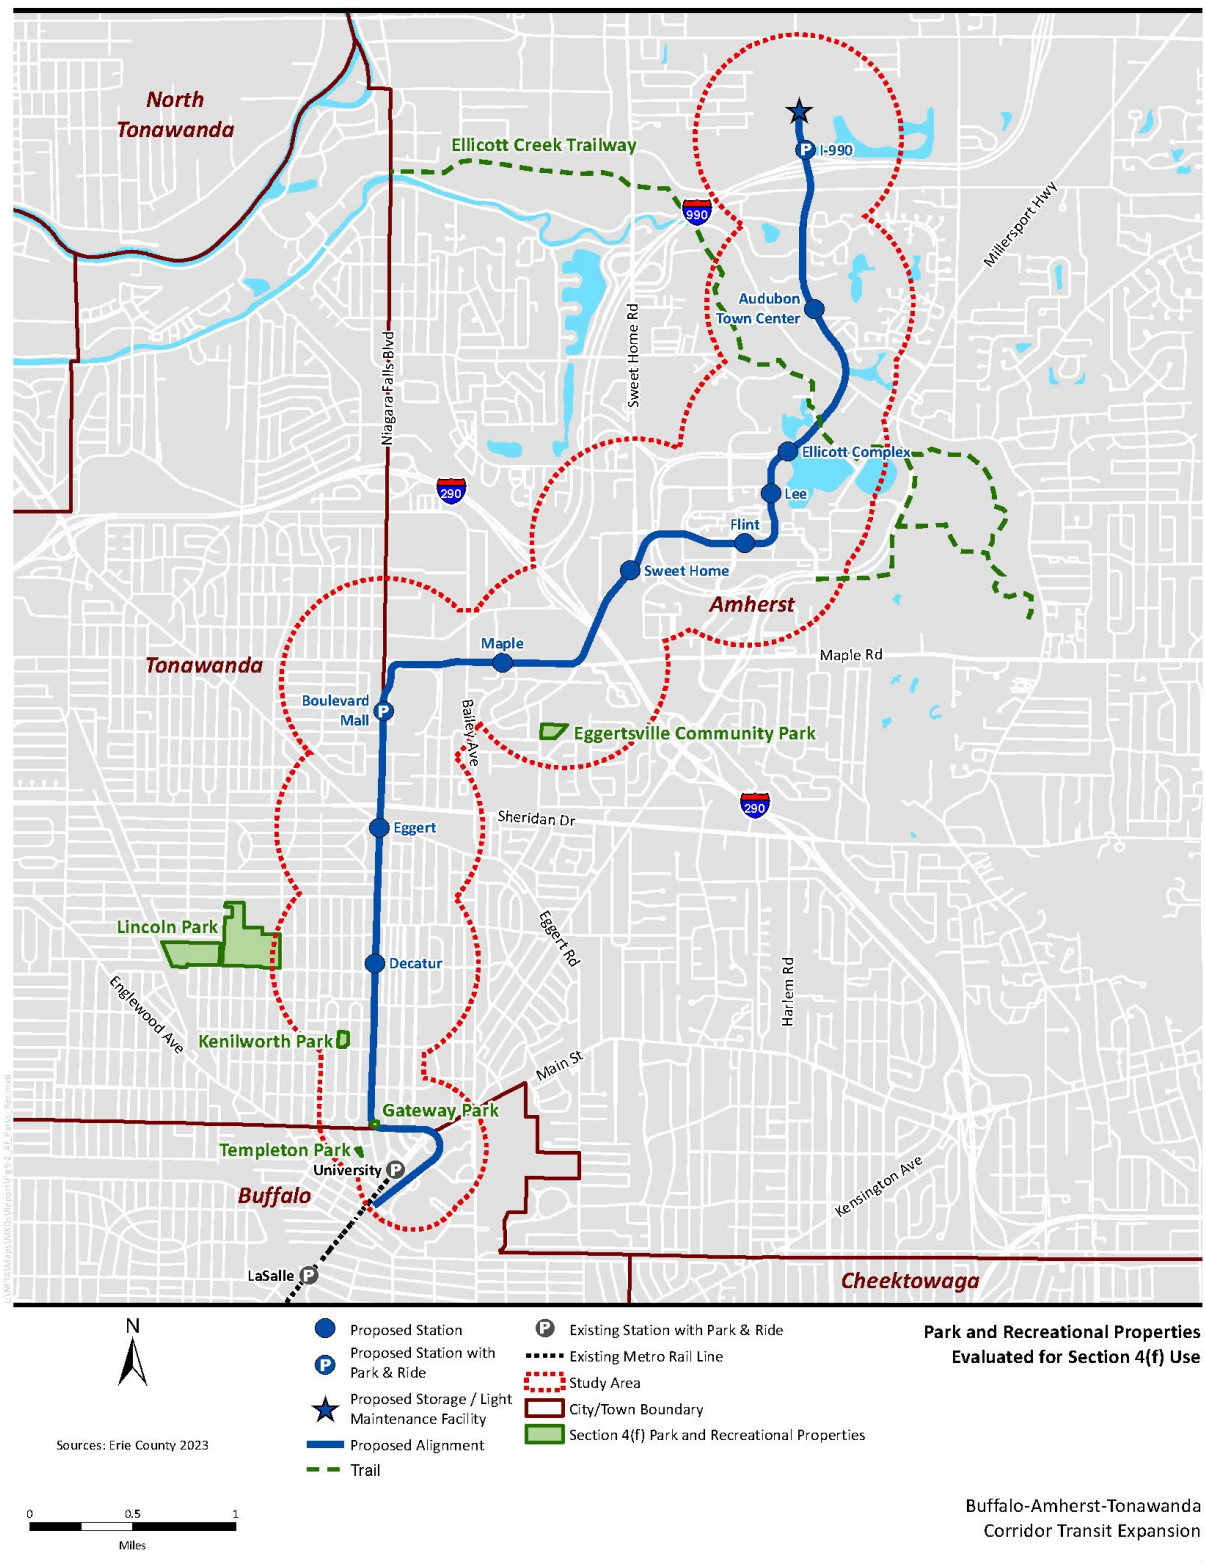 North
Tonawanda
Ellicott Creek Trailway
I-990
990
Millersport Hwy
Audubon
Town Center
Sweet Home Rd
Niagara Falls Blvd
Ellicott Complex
290
Lee
Flint
Sweet Home
Amherst
Maple
Maple Rd
Tonawanda
Boulevard
Mall
Bailey Ave
Eggertsville Community Park
290
Sheridan Dr
Eggert
Lincoln Park
Eggert Rd
Decatur
Harlem Rd
Englewood Ave
Kenilworth Park
Main St
Gateway Park
Templeton Park
University
Buffalo
Kensington Ave
LaSalle
Cheektowaga
N
Sources: Erie County 2023
0 0.5 1
Miles
Proposed Station
Proposed Station with
Park & Ride
Proposed Storage / Light
Maintenance Facility
Proposed Alignment
Trail
Existing Station with Park & Ride
Existing Metro Rail Line
Study Area
City/Town Boundary
Section 4(f) Park and Recreational Properties
Park and Recreational Properties
Evaluated for Section 4(f) Use
Buffalo-Amherst-Tonawanda
Corridor Transit Expansion